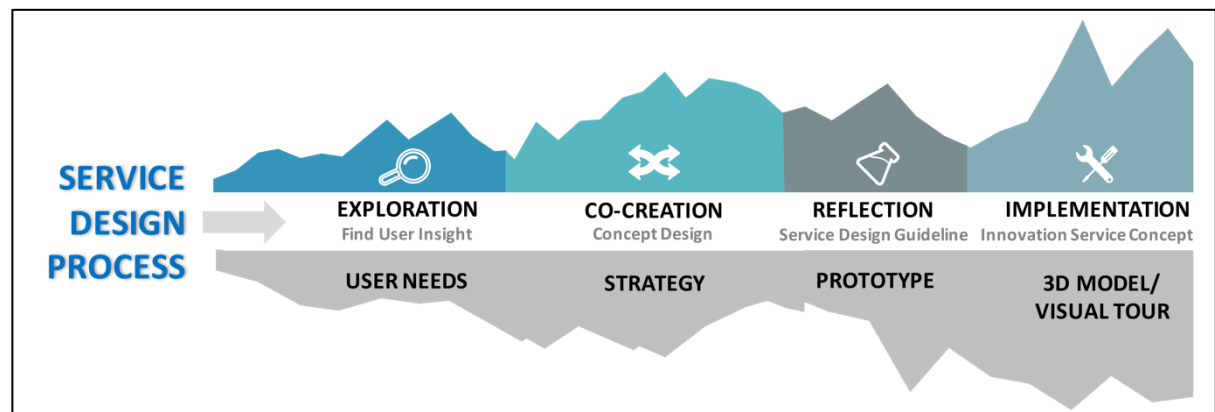 SERVICE
DESIGN
PROCESS
EXPLORATION
Find User Insight
USER NEEDS
CO-CREATION
Concept Design
STRATEGY
REFLECTION
Service Design Guideline
PROTOTYPE
IMPLEMENTATION
Innovation Service Concept
3D MODEL/
VISUAL TOUR